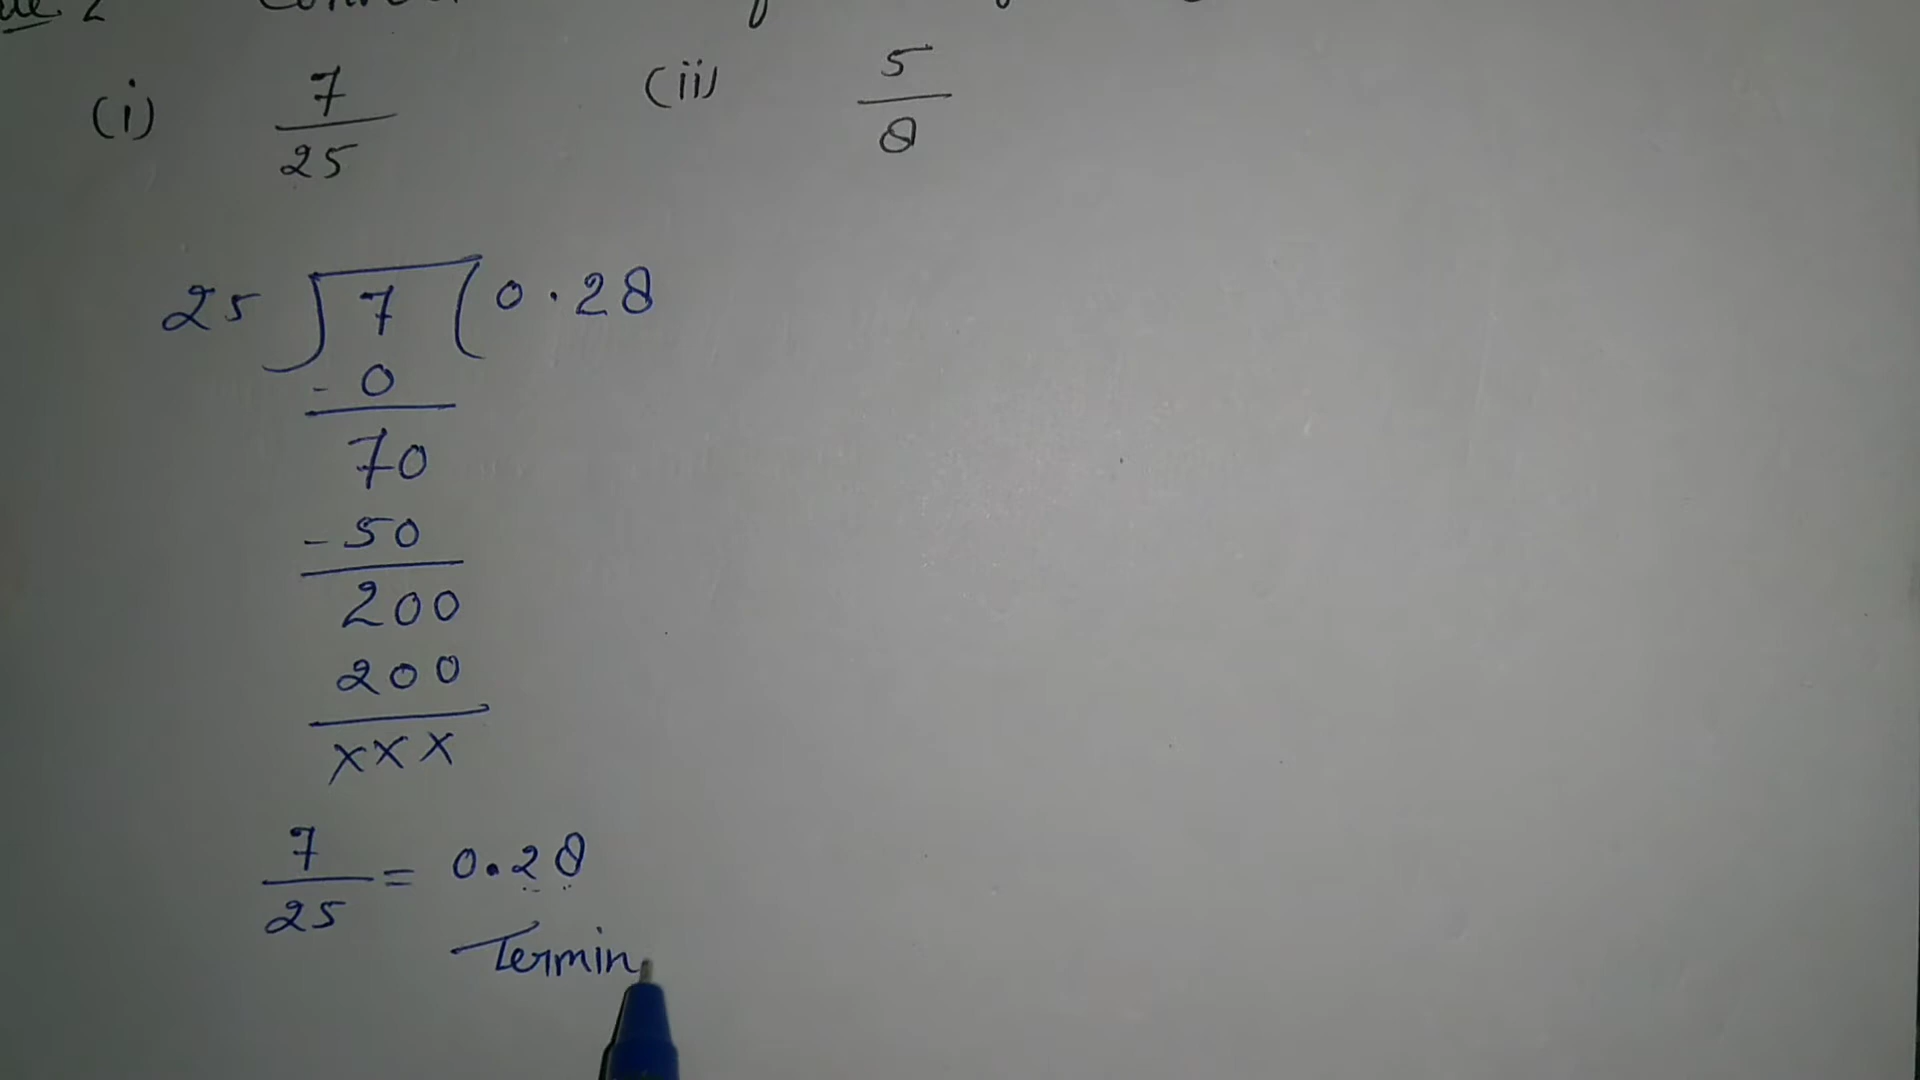 (i) 7/25 (ii) 5/8
25 ) 7 ( 0.28
- 0
70
- 50
200
200
x x x
7/25 = 0.28
Termin